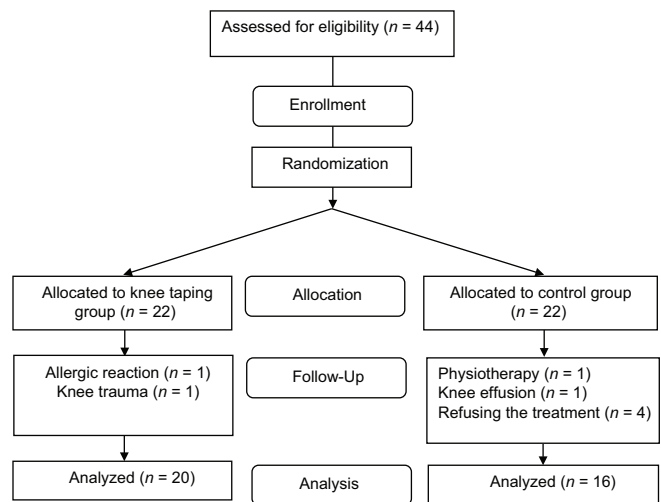 Assessed for eligibility (n = 44)
Enrollment
Randomization
Allocated to knee taping
group (n = 22)
Allocation
Allocated to control group
(n = 22)
Allergic reaction (n = 1)
Knee trauma (n = 1)
Follow-Up
Physiotherapy (n = 1)
Knee effusion (n = 1)
Refusing the treatment (n = 4)
Analyzed (n = 20)
Analysis
Analyzed (n = 16)